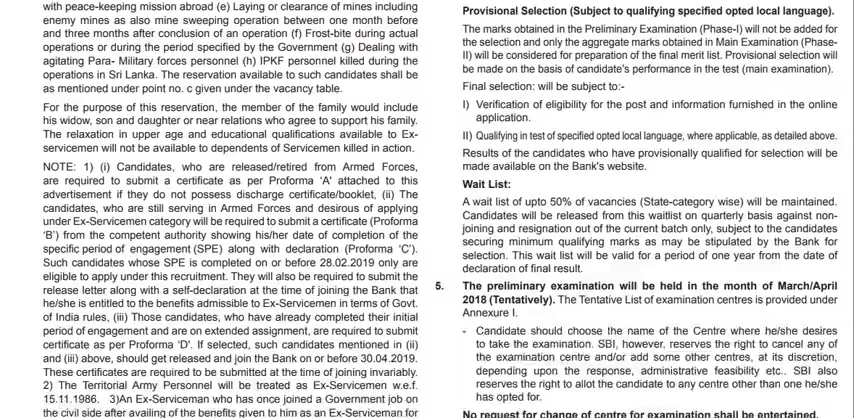 with peace-keeping mission abroad (e) Laying or clearance of mines including
enemy mines as also mine sweeping operation between one month before
and three months after conclusion of an operation (f) Frost-bite during actual
operations or during the period specified by the Government (g) Dealing with
agitating Para- Military forces personnel (h) IPKF personnel killed during the
operations in Sri Lanka. The reservation available to such candidates shall be
as mentioned under point no. c given under the vacancy table.
For the purpose of this reservation, the member of the family would include
his widow, son and daughter or near relations who agree to support his family.
The relaxation in upper age and educational qualifications available to Ex-
servicemen will not be available to dependents of Servicemen killed in action.
NOTE: 1) (i) Candidates, who are released/retired from Armed Forces,
are required to submit a certificate as per Proforma 'A' attached to this
advertisement if they do not possess discharge certificate/booklet, (ii) The
candidates, who are still serving in Armed Forces and desirous of applying
under Ex-Servicemen category will be required to submit a certificate (Proforma
'B') from the competent authority showing his/her date of completion of the
specific period of engagement (SPE) along with declaration (Proforma 'C').
Such candidates whose SPE is completed on or before 28.02.2019 only are
eligible to apply under this recruitment. They will also be required to submit the
release letter along with a self-declaration at the time of joining the Bank that
he/she is entitled to the benefits admissible to Ex-Servicemen in terms of Govt.
of India rules, (iii) Those candidates, who have already completed their initial
period of engagement and are on extended assignment, are required to submit
certificate as per Proforma 'D'. If selected, such candidates mentioned in (ii)
and (iii) above, should get released and join the Bank on or before 30.04.2019.
These certificates are required to be submitted at the time of joining invariably.
2) The Territorial Army Personnel will be treated as Ex-Servicemen w.e.f.
15.11.1986. 3)An Ex-Serviceman who has once joined a Government job on
the civil side after availing of the benefits given to him as an Ex-Serviceman for
Provisional Selection (Subject to qualifying specified opted local language).
The marks obtained in the Preliminary Examination (Phase-I) will not be added for
the selection and only the aggregate marks obtained in Main Examination (Phase-
II) will be considered for preparation of the final merit list. Provisional selection will
be made on the basis of candidate's performance in the test (main examination).
Final selection: will be subject to:-
I) Verification of eligibility for the post and information furnished in the online
application.
II) Qualifying in test of specified opted local language, where applicable, as detailed above.
Results of the candidates who have provisionally qualified for selection will be
made available on the Bank's website.
Wait List:
A wait list of upto 50% of vacancies (State-category wise) will be maintained.
Candidates will be released from this waitlist on quarterly basis against non-
joining and resignation out of the current batch only, subject to the candidates
securing minimum qualifying marks as may be stipulated by the Bank for
selection. This wait list will be valid for a period of one year from the date of
declaration of final result.
5. The preliminary examination will be held in the month of March/April
2018 (Tentatively). The Tentative List of examination centres is provided under
Annexure I.
- Candidate should choose the name of the Centre where he/she desires
to take the examination. SBI, however, reserves the right to cancel any of
the examination centre and/or add some other centres, at its discretion,
depending upon the response, administrative feasibility etc.. SBI also
reserves the right to allot the candidate to any centre other than one he/she
has opted for.
No request for change of centre for examination shall be entertained.